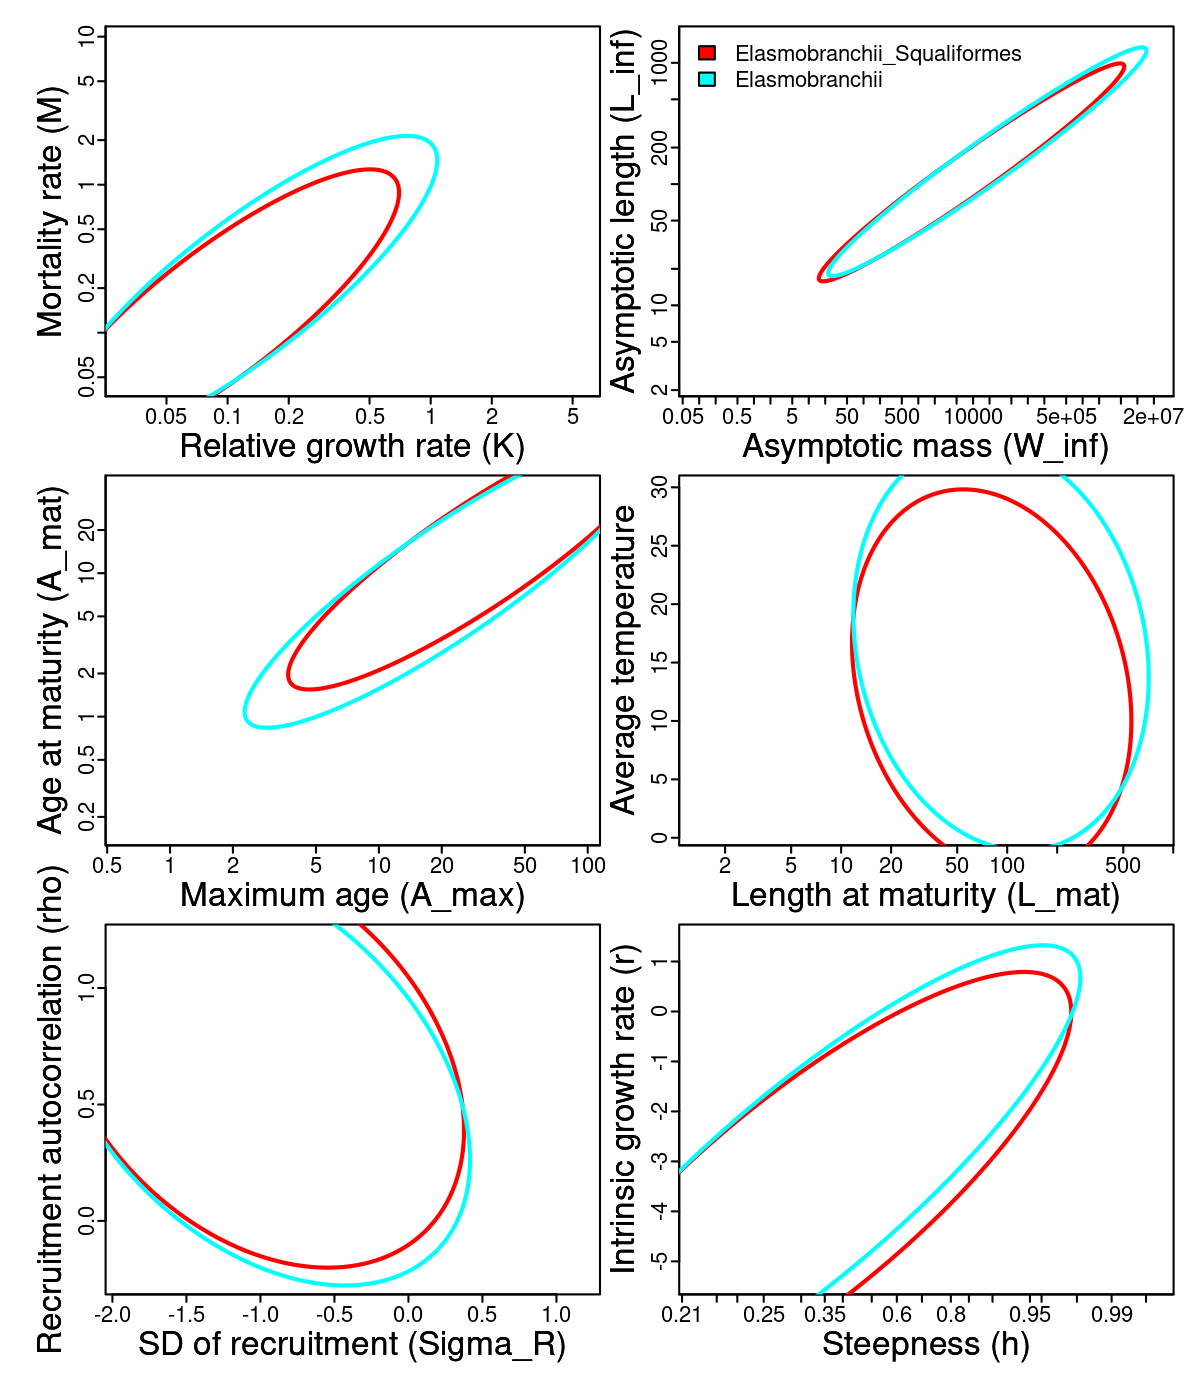 Mortality rate (M)
10
5
2
1
0.5
0.2
0.05
0.05 0.1 0.2 0.5 1 2 5
Relative growth rate (K)
Elasmobranchii_Squaliformes
Elasmobranchii
Asymptotic length (L_inf)
1000
200
50
10
5
2
0.05 0.5 5 50 500 10000 5e+05 2e+07
Asymptotic mass (W_inf)
Age at maturity (A_mat)
20
10
5
2
1
0.5
0.2
0.5 1 2 5 10 20 50 100
Maximum age (A_max)
Average temperature
30
25
20
15
10
5
0
2 5 10 20 50 100 500
Length at maturity (L_mat)
Recruitment autocorrelation (rho)
1.0
0.5
0.0
-2.0 -1.5 -1.0 -0.5 0.0 0.5 1.0
SD of recruitment (Sigma_R)
Intrinsic growth rate (r)
1
0
-1
-2
-3
-4
-5
0.21 0.25 0.35 0.6 0.8 0.95 0.99
Steepness (h)